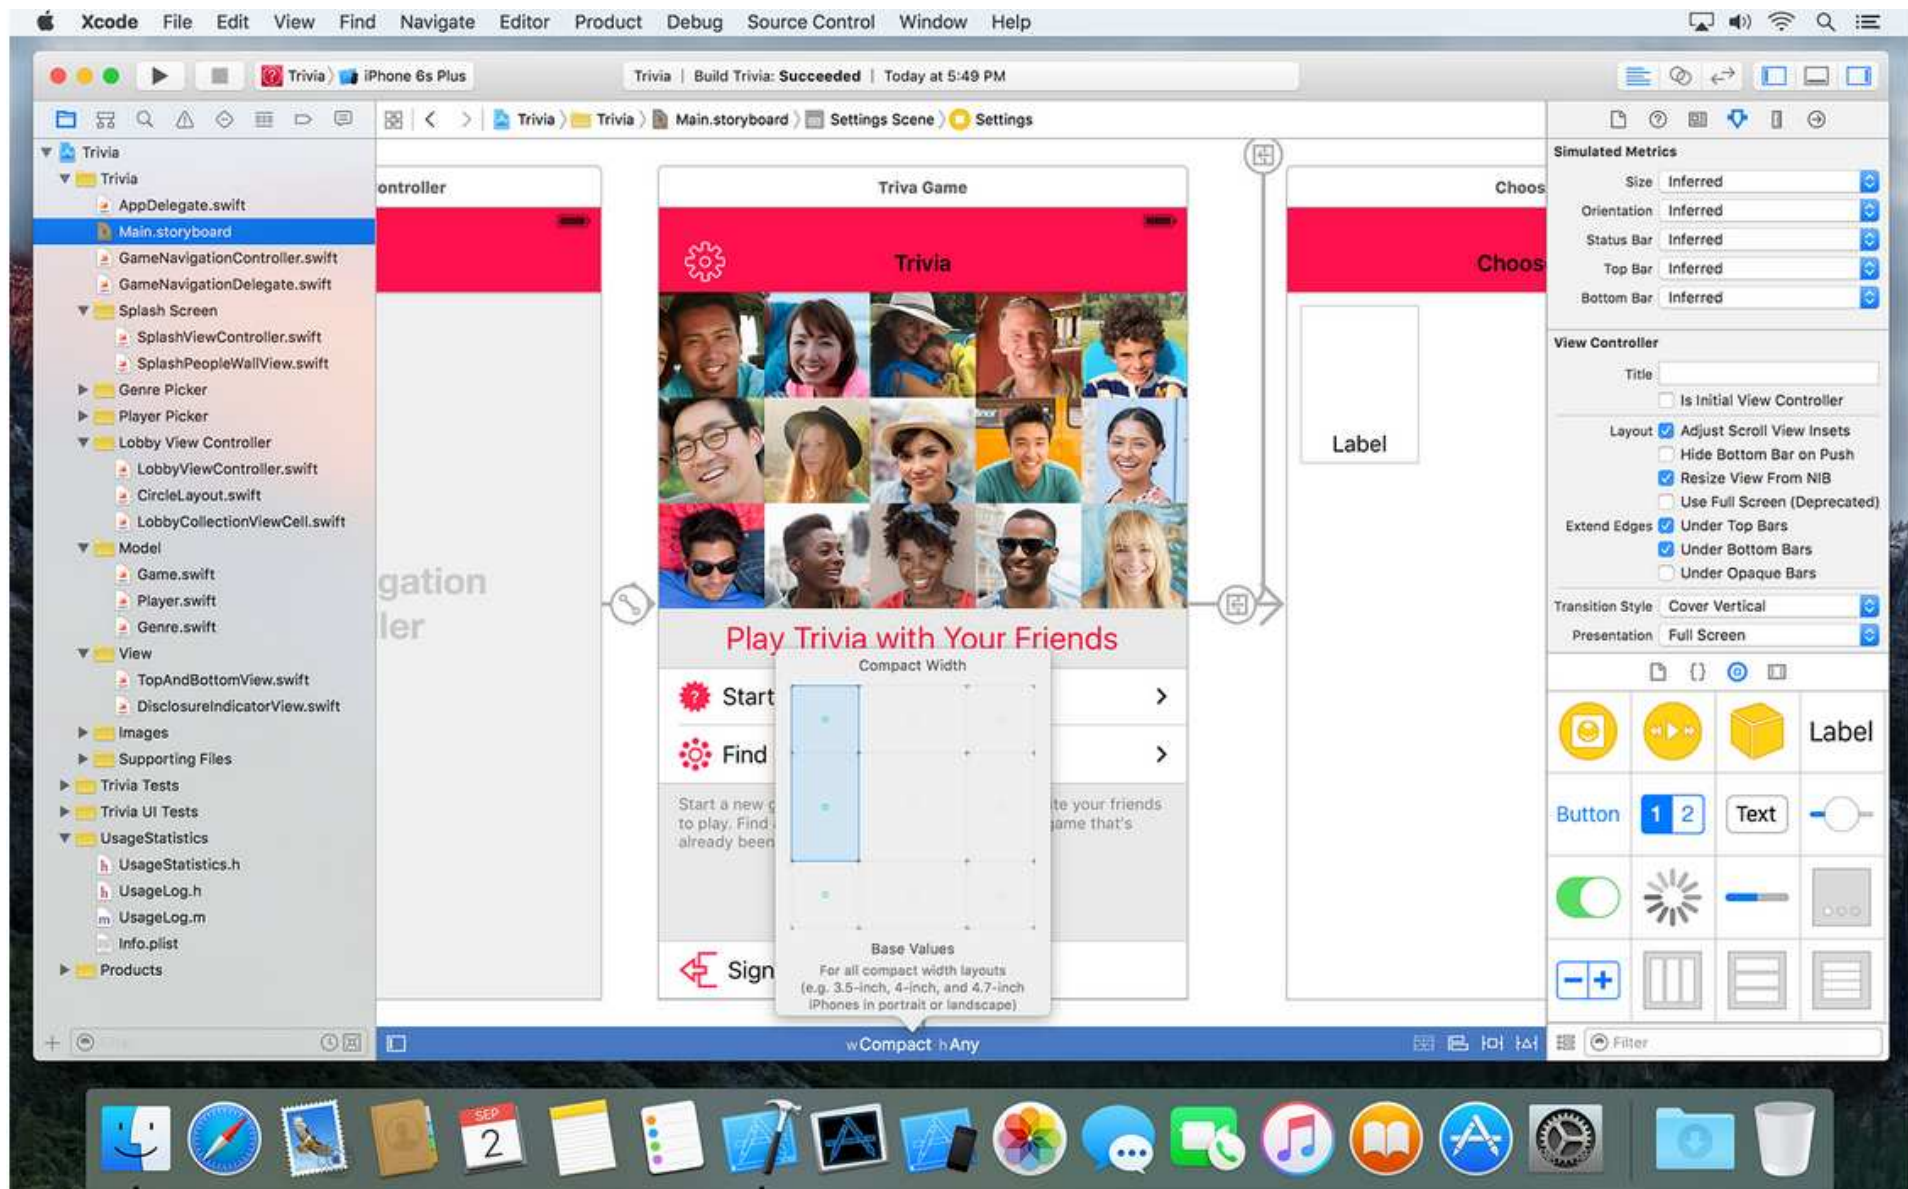 Xcode File Edit View Find Navigate Editor Product Debug Source Control Window Help
Trivia iPhone 6s Plus
Trivia | Build Trivia: Succeeded | Today at 5:49 PM
Trivia Trivia Main.storyboard Settings Scene Settings
Trivia
Trivia
AppDelegate.swift
Main.storyboard
GameNavigationController.swift
GameNavigationDelegate.swift
Splash Screen
SplashViewController.swift
SplashPeopleWallView.swift
Genre Picker
Player Picker
Lobby View Controller
LobbyViewController.swift
CircleLayout.swift
LobbyCollectionViewCell.swift
Model
Game.swift
Player.swift
Genre.swift
View
TopAndBottomView.swift
DisclosureIndicatorView.swift
Images
Supporting Files
Trivia Tests
Trivia UI Tests
UsageStatistics
h UsageStatistics.h
h UsageLog.h
m UsageLog.m
Info.plist
Products
ontroller
gation
ller
Triva Game
Trivia
Play Trivia with Your Friends
Start
Find
Start a new g
te your friends
to play. Find
game that's
already been
Sign
Compact Width
Base Values
For all compact width layouts
(e.g. 3.5-inch, 4-inch, and 4.7-inch
iPhones in portrait or landscape)
wCompact hAny
Choos
Choos
Label
Simulated Metrics
Size Inferred
Orientation Inferred
Status Bar Inferred
Top Bar Inferred
Bottom Bar Inferred
View Controller
Title
Is Initial View Controller
Layout Adjust Scroll View Insets
Hide Bottom Bar on Push
Resize View From NIB
Use Full Screen (Deprecated)
Extend Edges Under Top Bars
Under Bottom Bars
Under Opaque Bars
Transition Style Cover Vertical
Presentation Full Screen
{}
Label
Button 1 2 Text
Filter
SEP
2